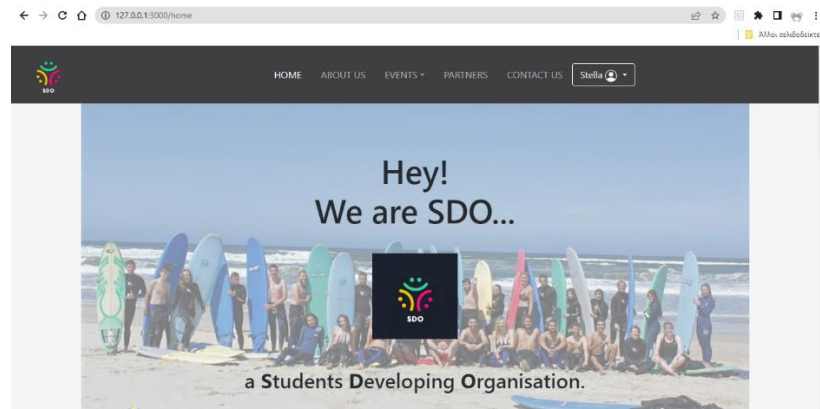 127.0.0.1:3000/home
Άλλοι σελιδοδείκτε
SDO
HOME ABOUT US EVENTS PARTNERS CONTACT US Stella
Hey!
We are SDO...
SDO
a Students Developing Organisation.